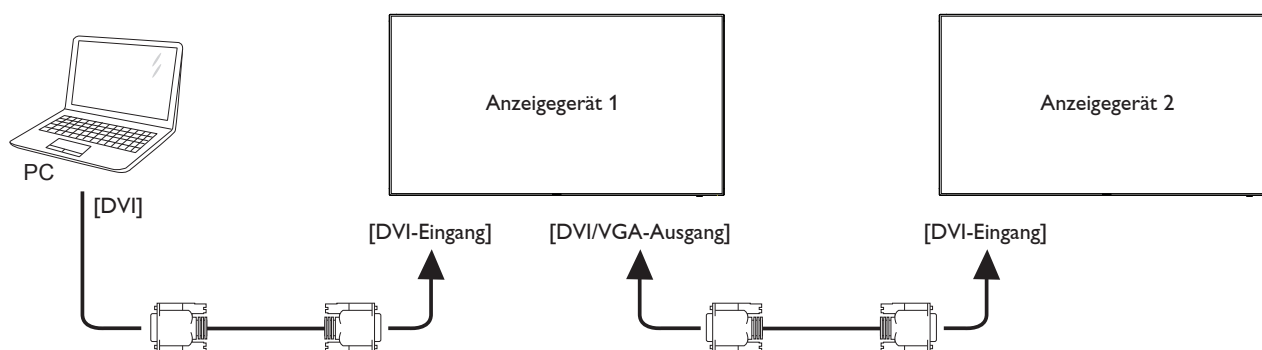 Anzeigegerät 1
Anzeigegerät 2
PC
[DVI]
[DVI-Eingang]
[DVI/VGA-Ausgang]
[DVI-Eingang]